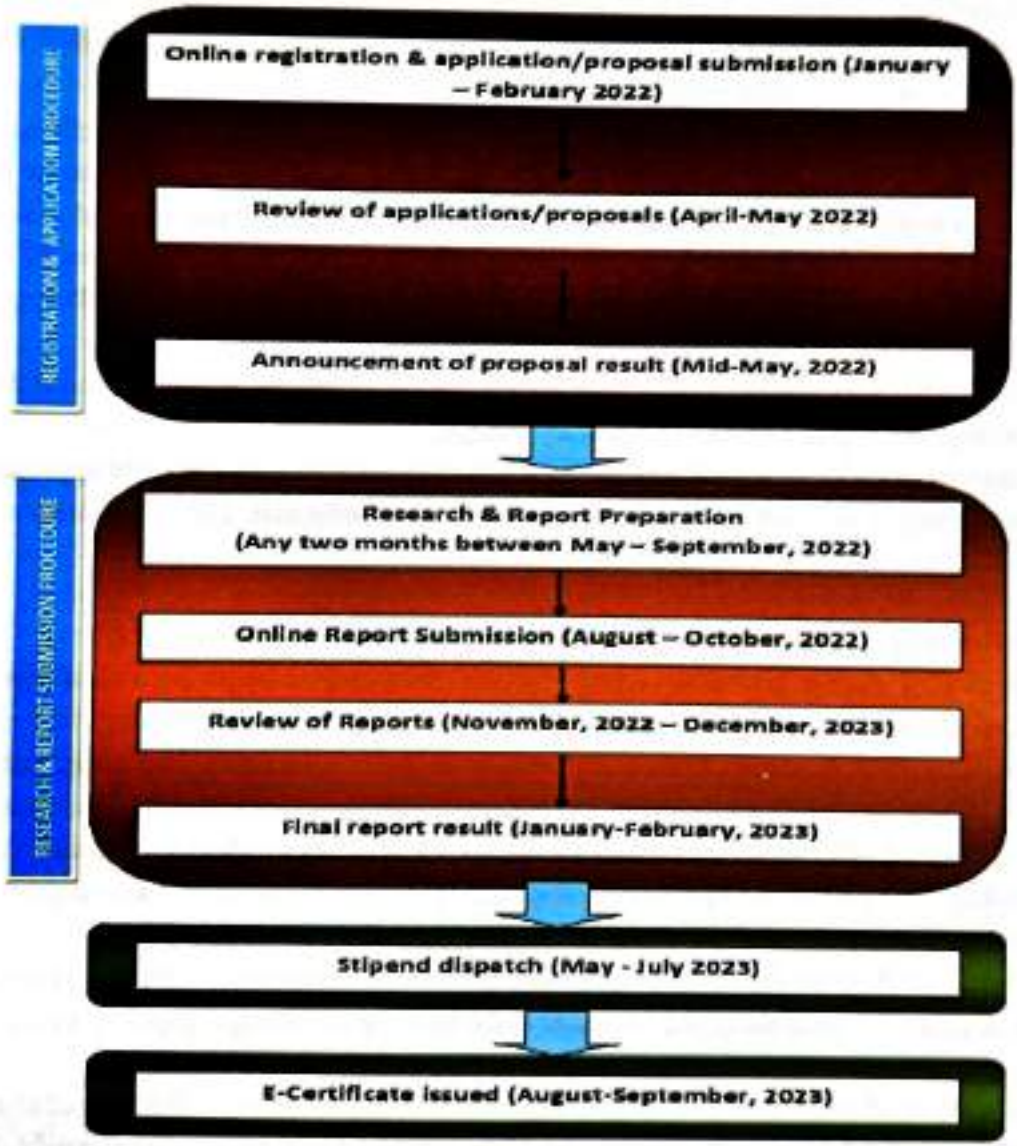 REGISTRATION & APPLICATION PROCEDURE
Online registration & application/proposal submission (January
– February 2022)
Review of applications/proposals (April-May 2022)
Announcement of proposal result (Mid-May, 2022)
RESEARCH & REPORT SUBMISSION PROCEDURE
Research & Report Preparation
(Any two months between May – September, 2022)
Online Report Submission (August – October, 2022)
Review of Reports (November, 2022 – December, 2023)
Final report result (January-February, 2023)
Stipend dispatch (May - July 2023)
E-Certificate issued (August-September, 2023)